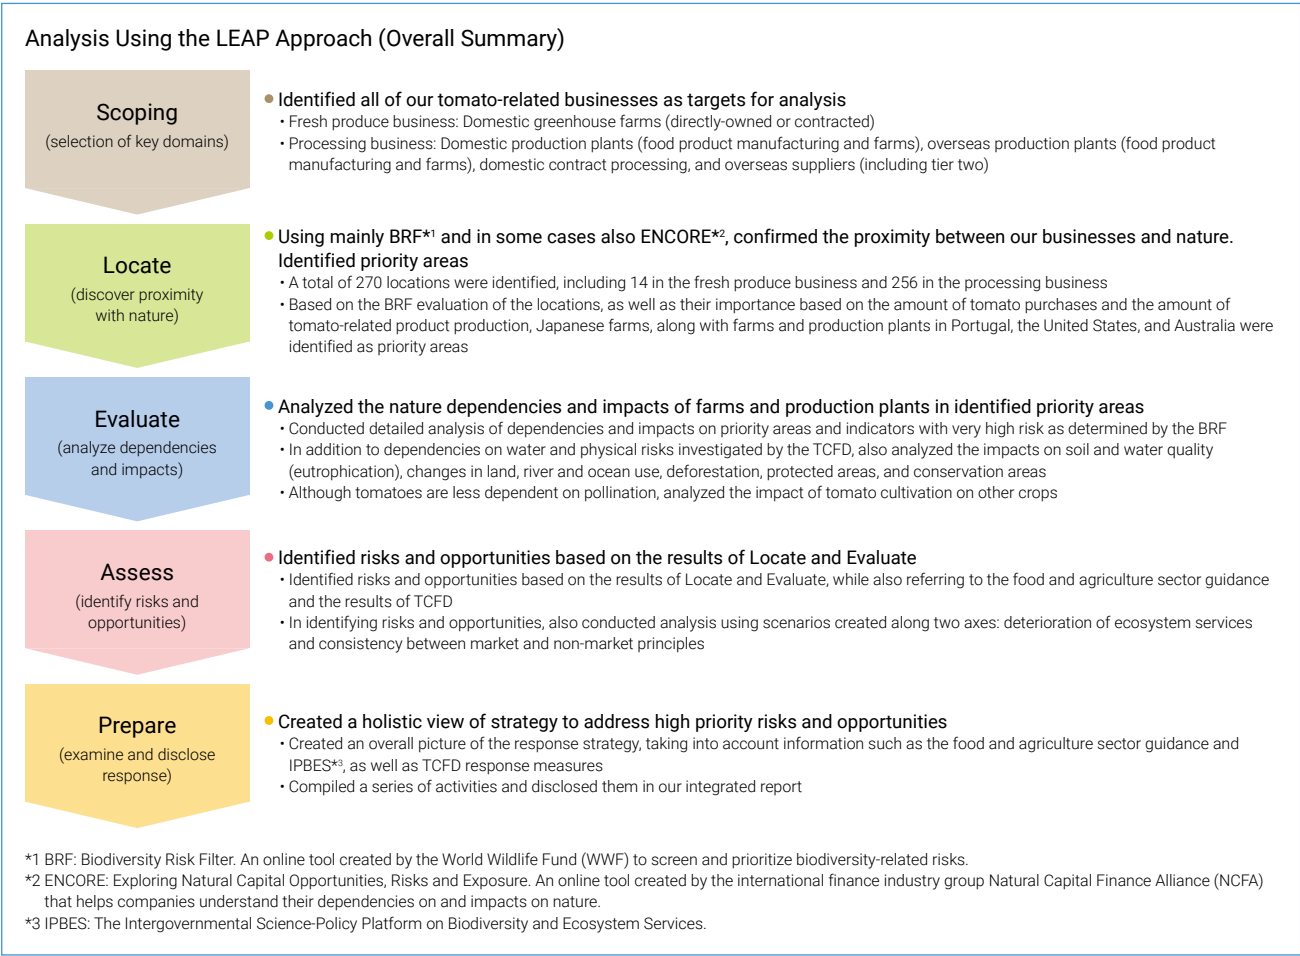 Analysis Using the LEAP Approach (Overall Summary)
Scoping
(selection of key domains)
• Identified all of our tomato-related businesses as targets for analysis
・Fresh produce business: Domestic greenhouse farms (directly-owned or contracted)
・Processing business: Domestic production plants (food product manufacturing and farms), overseas production plants (food product
manufacturing and farms), domestic contract processing, and overseas suppliers (including tier two)
Locate
(discover proximity
with nature)
• Using mainly BRF*1 and in some cases also ENCORE*2, confirmed the proximity between our businesses and nature.
Identified priority areas
・A total of 270 locations were identified, including 14 in the fresh produce business and 256 in the processing business
・Based on the BRF evaluation of the locations, as well as their importance based on the amount of tomato purchases and the amount of
tomato-related product production, Japanese farms, along with farms and production plants in Portugal, the United States, and Australia were
identified as priority areas
Evaluate
(analyze dependencies
and impacts)
• Analyzed the nature dependencies and impacts of farms and production plants in identified priority areas
・Conducted detailed analysis of dependencies and impacts on priority areas and indicators with very high risk as determined by the BRF
・In addition to dependencies on water and physical risks investigated by the TCFD, also analyzed the impacts on soil and water quality
(eutrophication), changes in land, river and ocean use, deforestation, protected areas, and conservation areas
・Although tomatoes are less dependent on pollination, analyzed the impact of tomato cultivation on other crops
Assess
(identify risks and
opportunities)
• Identified risks and opportunities based on the results of Locate and Evaluate
・Identified risks and opportunities based on the results of Locate and Evaluate, while also referring to the food and agriculture sector guidance
and the results of TCFD
・In identifying risks and opportunities, also conducted analysis using scenarios created along two axes: deterioration of ecosystem services
and consistency between market and non-market principles
Prepare
(examine and disclose
response)
• Created a holistic view of strategy to address high priority risks and opportunities
・Created an overall picture of the response strategy, taking into account information such as the food and agriculture sector guidance and
IPBES*3, as well as TCFD response measures
・Compiled a series of activities and disclosed them in our integrated report
*1 BRF: Biodiversity Risk Filter. An online tool created by the World Wildlife Fund (WWF) to screen and prioritize biodiversity-related risks.
*2 ENCORE: Exploring Natural Capital Opportunities, Risks and Exposure. An online tool created by the international finance industry group Natural Capital Finance Alliance (NCFA)
that helps companies understand their dependencies on and impacts on nature.
*3 IPBES: The Intergovernmental Science-Policy Platform on Biodiversity and Ecosystem Services.